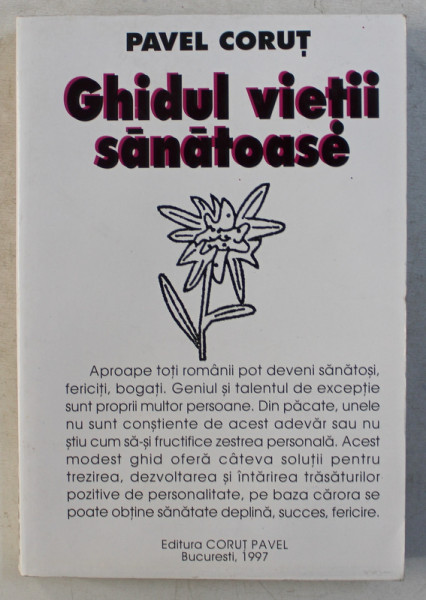 PAVEL CORUȚ
Ghidul vieții
sănătoase
Aproape toți românii pot deveni sănătoși,
fericiți, bogați. Geniul și talentul de excepție
sunt proprii multor persoane. Din păcate, unele
nu sunt conștiente de acest adevăr sau nu
știu cum să-și fructifice zestrea personală. Acest
modest ghid oferă câteva soluții pentru
trezirea, dezvoltarea și întărirea trăsăturilor
pozitive de personalitate, pe baza cărora se
poate obține sănătate deplină, succes, fericire.
Editura CORUȚ PAVEL
București, 1997